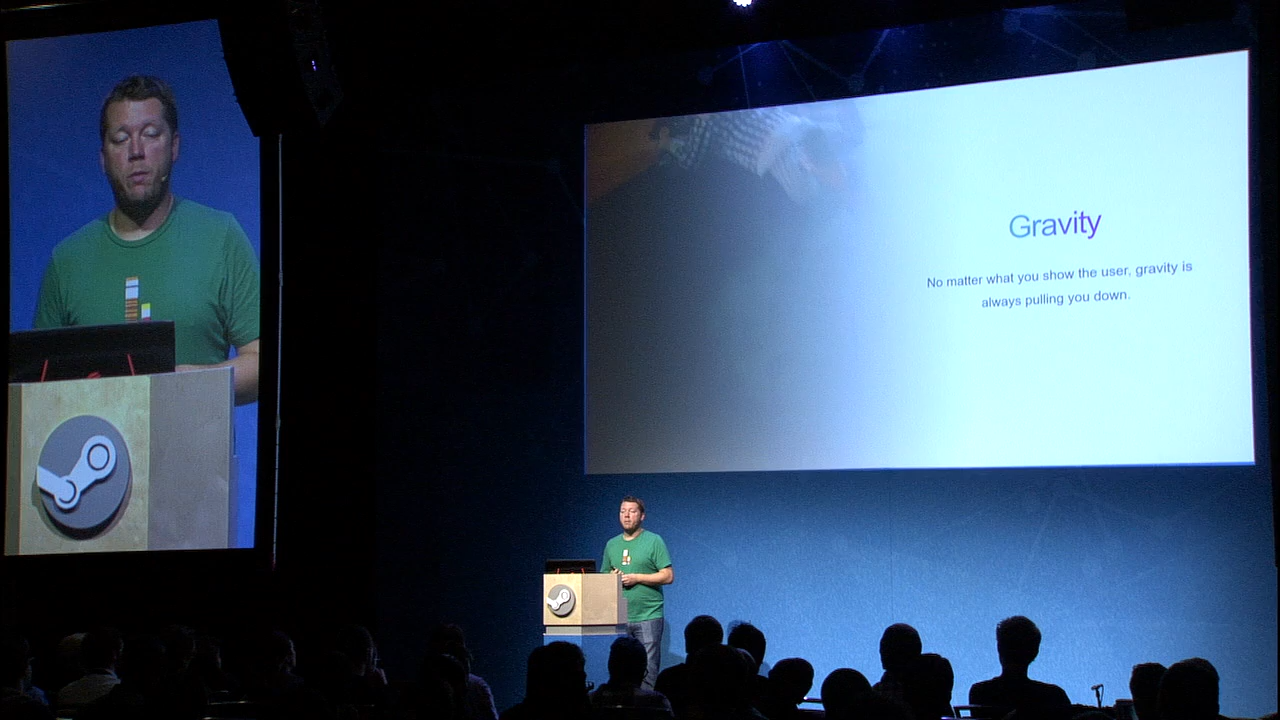 Gravity
No matter what you show the user, gravity is
always pulling you down.